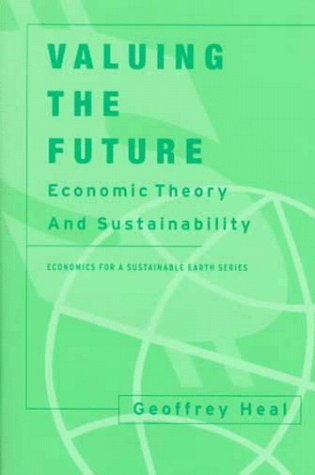 VALUING
THE
FUTURE
Economic Theory
And Sustainability
ECONOMICS FOR A SUSTAINABLE EARTH SERIES
Geoffrey Heal